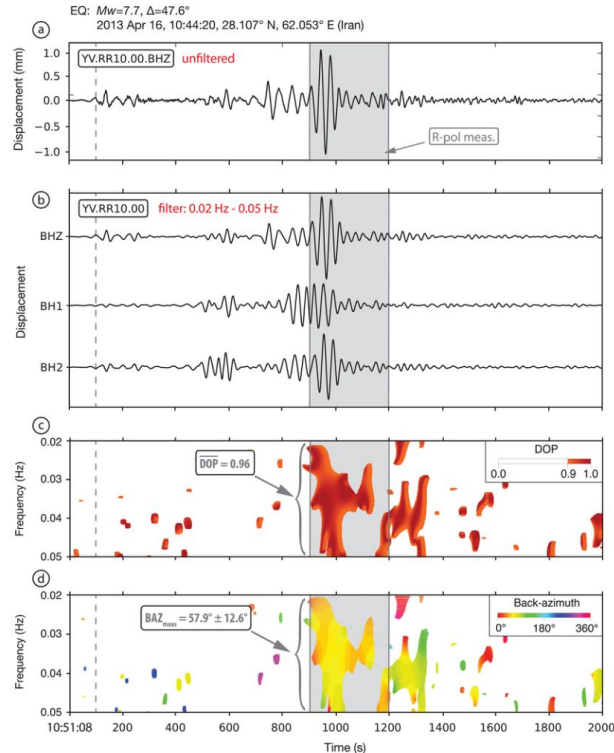 EQ: Mw=7.7, Δ=47.6°
2013 Apr 16, 10:44:20, 28.107° N, 62.053° E (Iran)
a
YV.RR10.00.BHZ unfiltered
Displacement (mm)
1.0
0.5
0.0
−0.5
−1.0
R-pol meas.
b
YV.RR10.00 filter: 0.02 Hz - 0.05 Hz
Displacement
BHZ
BH1
BH2
c
Frequency (Hz)
0.02
0.03
0.04
0.05
DOP = 0.96
DOP
0.0 0.9 1.0
d
Frequency (Hz)
0.02
0.03
0.04
0.05
BAZmeas = 57.9° ± 12.6°
Back-azimuth
0° 180° 360°
10:51:08 200 400 600 800 1000 1200 1400 1600 1800 2000
Time (s)